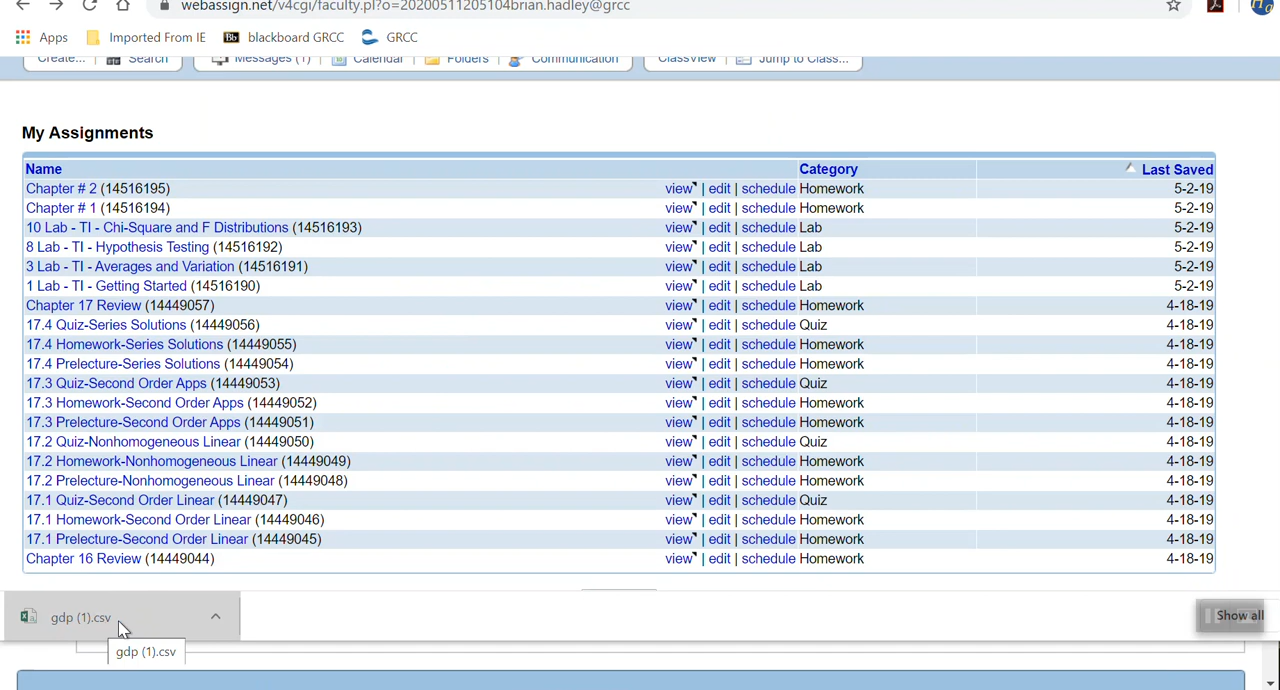 webassign.net/v4cgi/faculty.pl?o=20200511205104brian.hadley@grcc
Apps Imported From IE Bb blackboard GRCC GRCC
Create... Search Messages (1) Calendar Folders Communication ClassView Jump to Class...
My Assignments
Name Category Last Saved
Chapter # 2 (14516195) view | edit | schedule Homework 5-2-19
Chapter # 1 (14516194) view | edit | schedule Homework 5-2-19
10 Lab - TI - Chi-Square and F Distributions (14516193) view | edit | schedule Lab 5-2-19
8 Lab - TI - Hypothesis Testing (14516192) view | edit | schedule Lab 5-2-19
3 Lab - TI - Averages and Variation (14516191) view | edit | schedule Lab 5-2-19
1 Lab - TI - Getting Started (14516190) view | edit | schedule Lab 5-2-19
Chapter 17 Review (14449057) view | edit | schedule Homework 4-18-19
17.4 Quiz-Series Solutions (14449056) view | edit | schedule Quiz 4-18-19
17.4 Homework-Series Solutions (14449055) view | edit | schedule Homework 4-18-19
17.4 Prelecture-Series Solutions (14449054) view | edit | schedule Homework 4-18-19
17.3 Quiz-Second Order Apps (14449053) view | edit | schedule Quiz 4-18-19
17.3 Homework-Second Order Apps (14449052) view | edit | schedule Homework 4-18-19
17.3 Prelecture-Second Order Apps (14449051) view | edit | schedule Homework 4-18-19
17.2 Quiz-Nonhomogeneous Linear (14449050) view | edit | schedule Quiz 4-18-19
17.2 Homework-Nonhomogeneous Linear (14449049) view | edit | schedule Homework 4-18-19
17.2 Prelecture-Nonhomogeneous Linear (14449048) view | edit | schedule Homework 4-18-19
17.1 Quiz-Second Order Linear (14449047) view | edit | schedule Quiz 4-18-19
17.1 Homework-Second Order Linear (14449046) view | edit | schedule Homework 4-18-19
17.1 Prelecture-Second Order Linear (14449045) view | edit | schedule Homework 4-18-19
Chapter 16 Review (14449044) view | edit | schedule Homework 4-18-19
gdp (1).csv Show all
gdp (1).csv